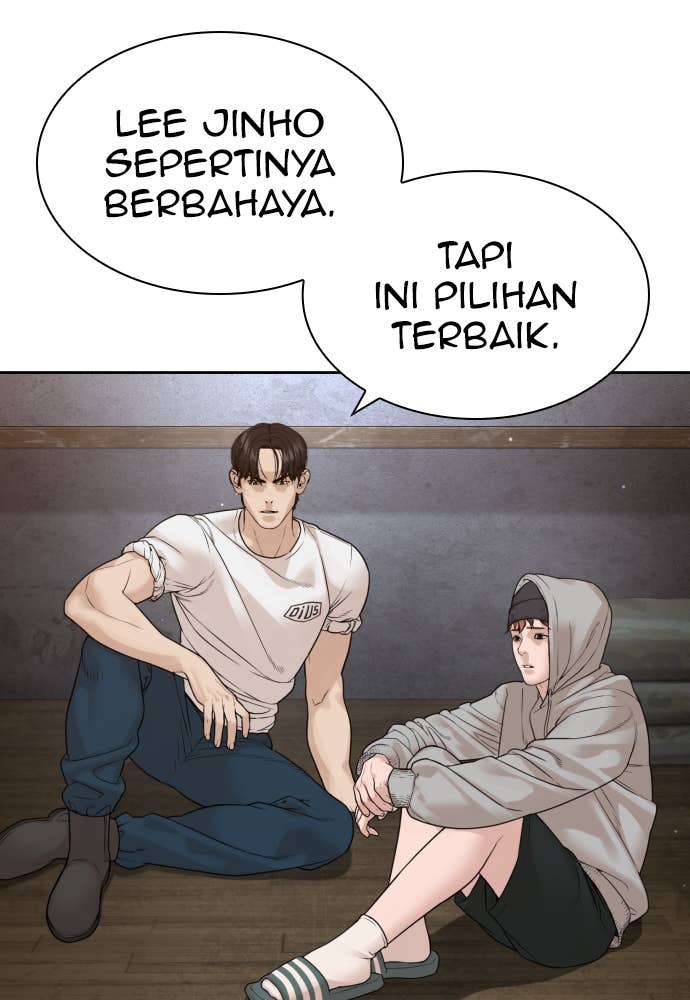 LEE JINHO
SEPERTINYA
BERBAHAYA.
TAPI
INI PILIHAN
TERBAIK.
DIUS